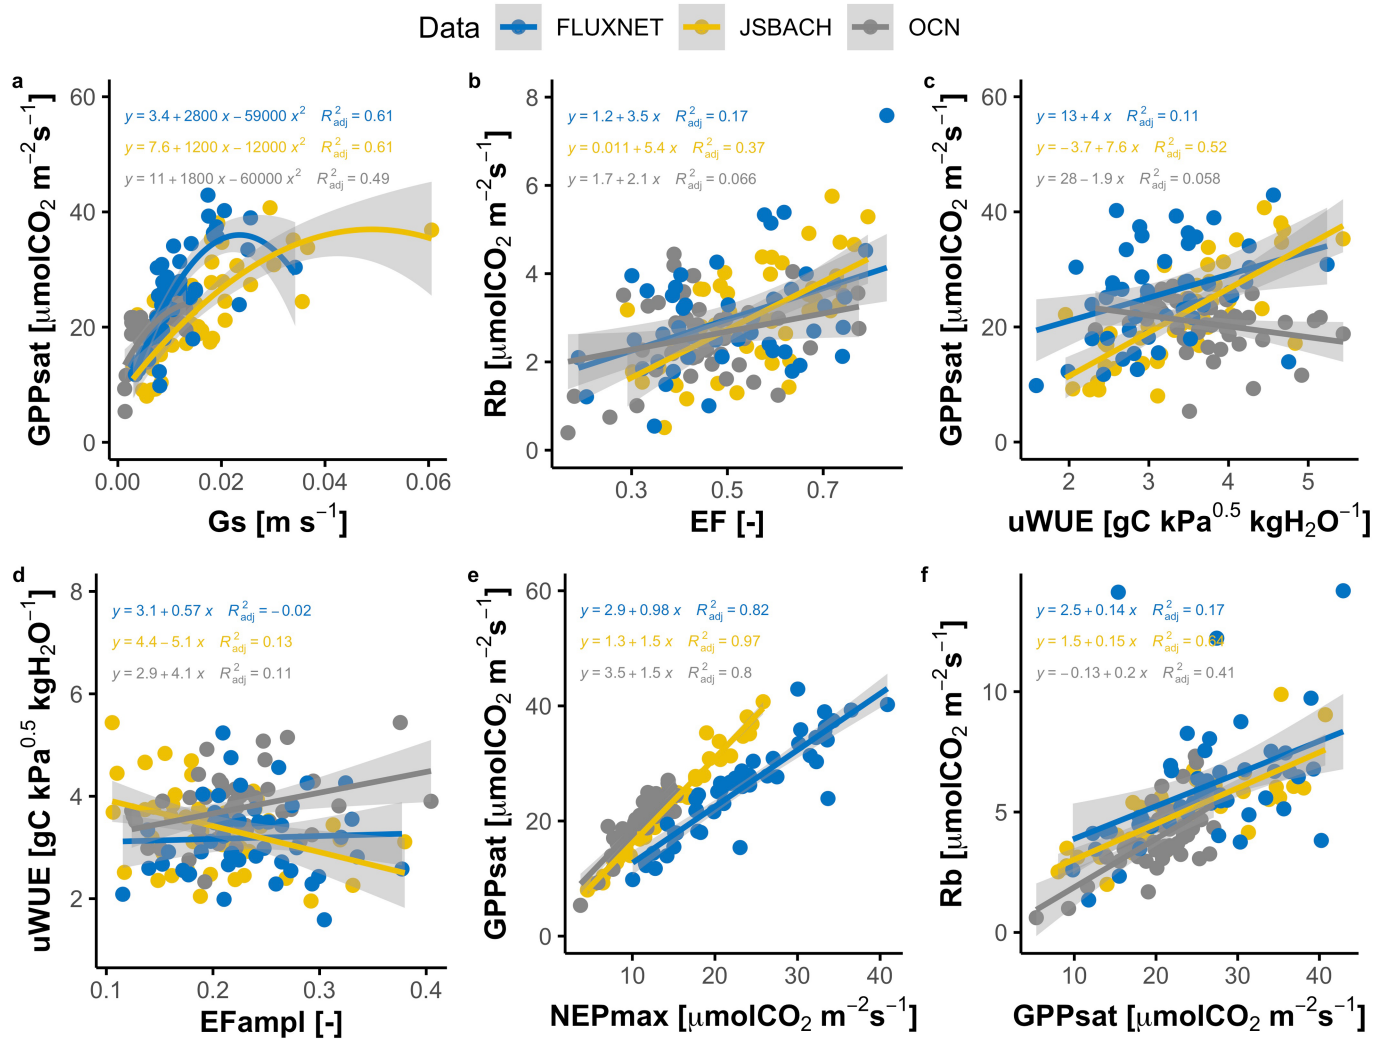 Data FLUXNET JSBACH OCN
a
GPPsat [μmolCO₂ m⁻²s⁻¹]
60
40
20
0
y = 3.4 + 2800 x − 59000 x² R²adj = 0.61
y = 7.6 + 1200 x − 12000 x² R²adj = 0.61
y = 11 + 1800 x − 60000 x² R²adj = 0.49
0.00 0.02 0.04 0.06
Gs [m s⁻¹]
b
Rb [μmolCO₂ m⁻²s⁻¹]
8
6
4
2
0
y = 1.2 + 3.5 x R²adj = 0.17
y = 0.011 + 5.4 x R²adj = 0.37
y = 1.7 + 2.1 x R²adj = 0.066
0.3 0.5 0.7
EF [-]
c
GPPsat [μmolCO₂ m⁻²s⁻¹]
60
40
20
0
y = 13 + 4 x R²adj = 0.11
y = −3.7 + 7.6 x R²adj = 0.52
y = 28 − 1.9 x R²adj = 0.058
2 3 4 5
uWUE [gC kPa⁰·⁵ kgH₂O⁻¹]
d
uWUE [gC kPa⁰·⁵ kgH₂O⁻¹]
8
6
4
2
y = 3.1 + 0.57 x R²adj = −0.02
y = 4.4 − 5.1 x R²adj = 0.13
y = 2.9 + 4.1 x R²adj = 0.11
0.1 0.2 0.3 0.4
EFampl [-]
e
GPPsat [μmolCO₂ m⁻²s⁻¹]
60
40
20
0
y = 2.9 + 0.98 x R²adj = 0.82
y = 1.3 + 1.5 x R²adj = 0.97
y = 3.5 + 1.5 x R²adj = 0.8
10 20 30 40
NEPmax [μmolCO₂ m⁻²s⁻¹]
f
Rb [μmolCO₂ m⁻²s⁻¹]
10
5
0
y = 2.5 + 0.14 x R²adj = 0.17
y = 1.5 + 0.15 x R²adj = 0.64
y = −0.13 + 0.2 x R²adj = 0.41
10 20 30 40
GPPsat [μmolCO₂ m⁻²s⁻¹]